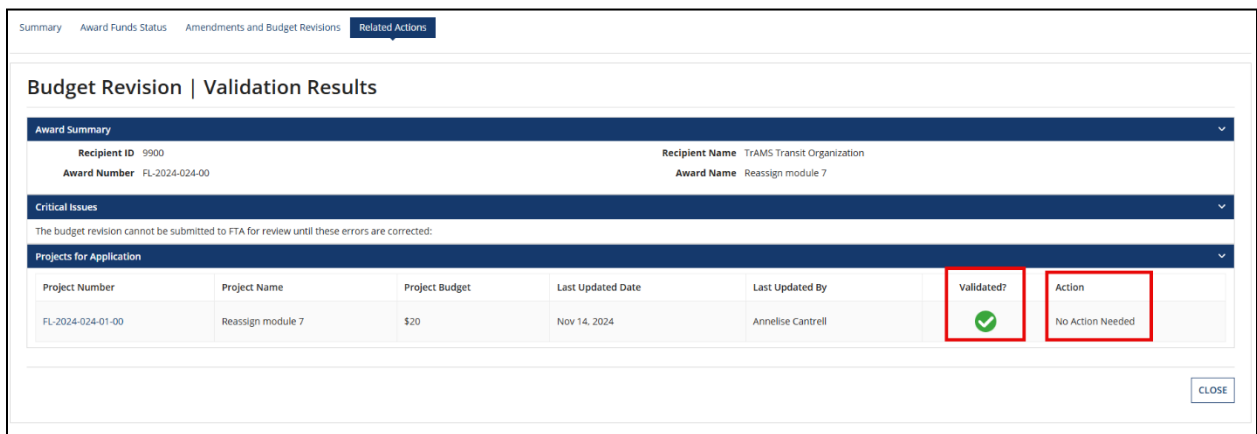 Summary Award Funds Status Amendments and Budget Revisions Related Actions
Budget Revision | Validation Results
Award Summary
Recipient ID 9900 Recipient Name TrAMS Transit Organization
Award Number FL-2024-024-00 Award Name Reassign module 7
Critical Issues
The budget revision cannot be submitted to FTA for review until these errors are corrected:
Projects for Application
Project Number Project Name Project Budget Last Updated Date Last Updated By Validated? Action
FL-2024-024-01-00 Reassign module 7 $20 Nov 14, 2024 Annelise Cantrell No Action Needed
CLOSE